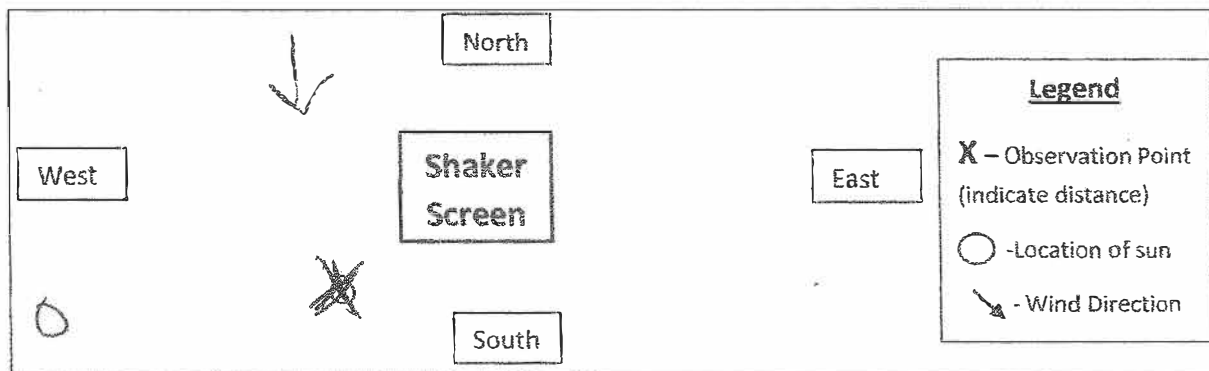 North
Legend
West
Shaker
Screen
East
X – Observation Point
(indicate distance)
-Location of sun
- Wind Direction
South